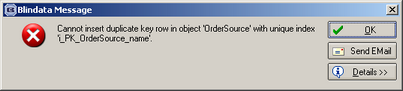 Blindata Message
Cannot insert duplicate key row in object 'OrderSource' with unique index
'i_PK_OrderSource_name'.
OK
Send EMail
Details >>